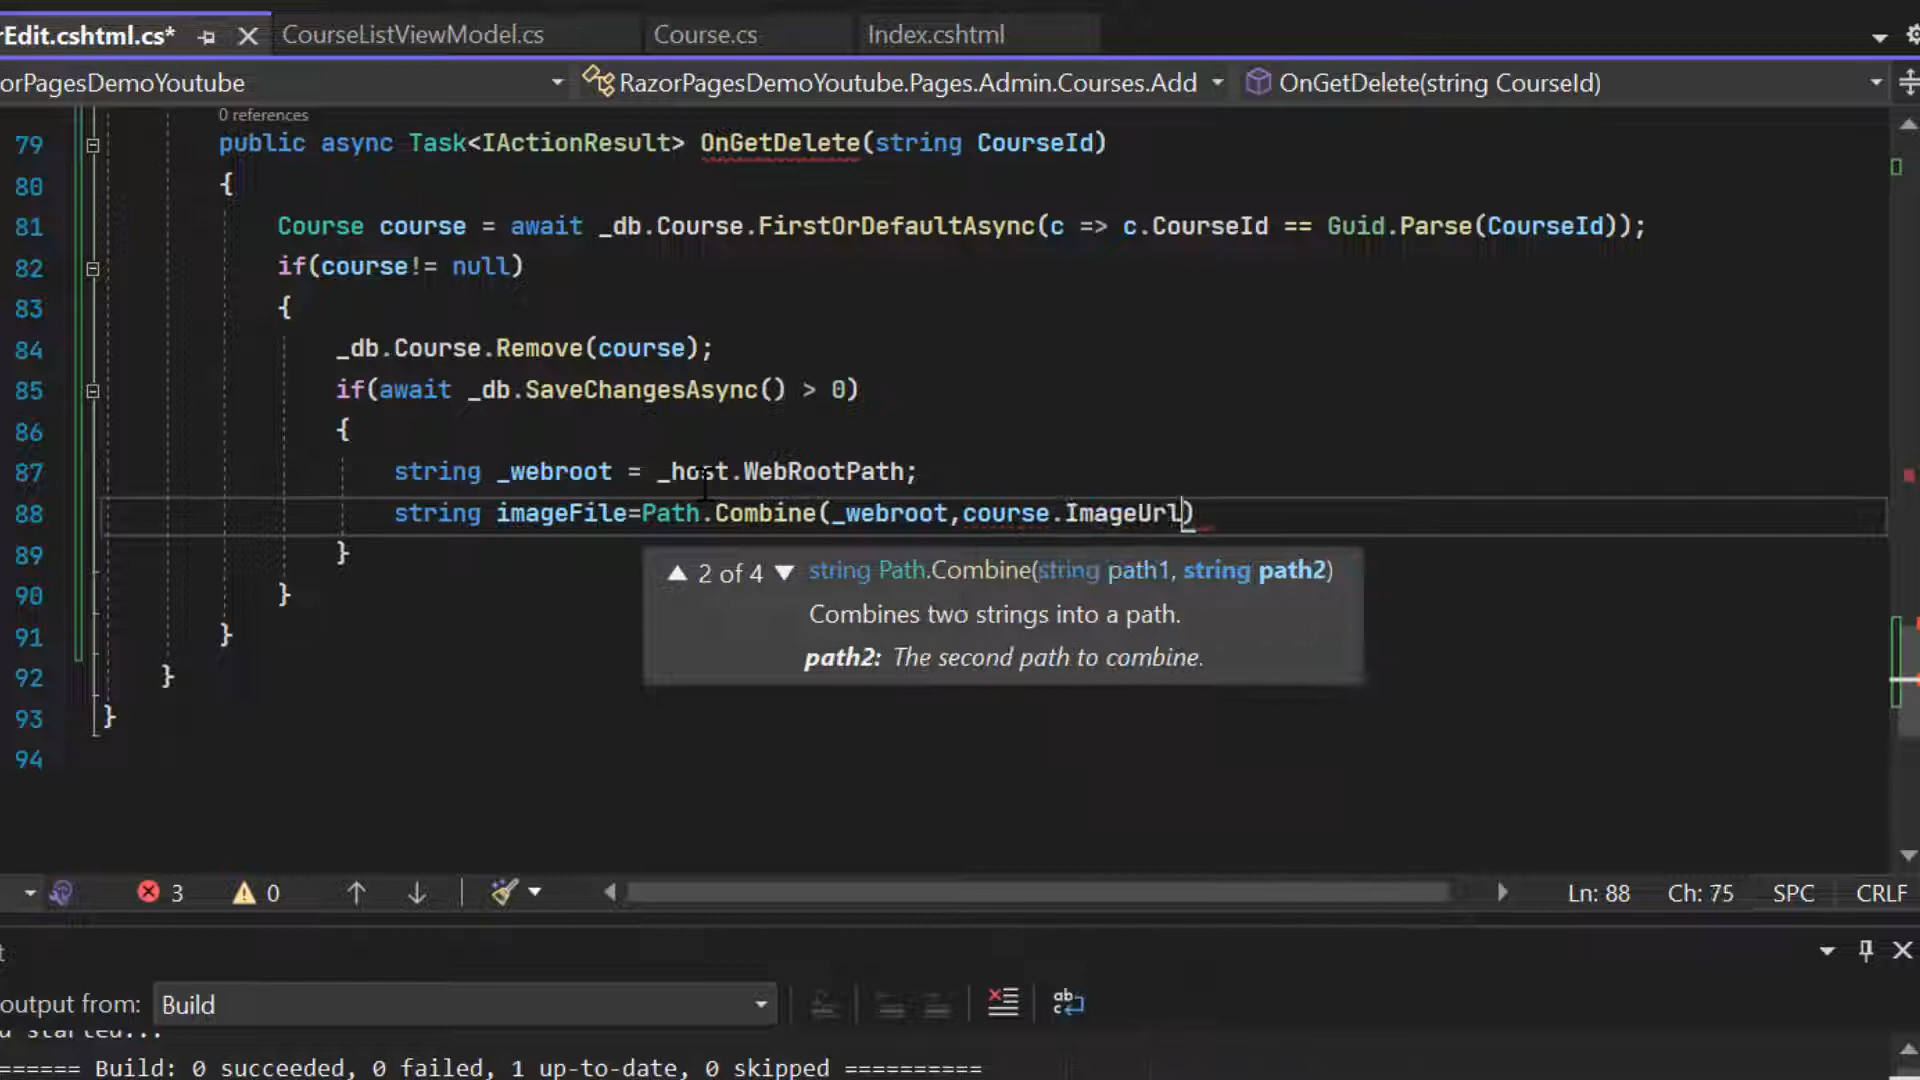 rEdit.cshtml.cs* CourseListViewModel.cs Course.cs Index.cshtml
orPagesDemoYoutube RazorPagesDemoYoutube.Pages.Admin.Courses.Add OnGetDelete(string CourseId)
0 references
79 public async Task<IActionResult> OnGetDelete(string CourseId)
80 {
81 Course course = await _db.Course.FirstOrDefaultAsync(c => c.CourseId == Guid.Parse(CourseId));
82 if(course!= null)
83 {
84 _db.Course.Remove(course);
85 if(await _db.SaveChangesAsync() > 0)
86 {
87 string _webroot = _host.WebRootPath;
88 string imageFile=Path.Combine(_webroot,course.ImageUrl)
89 }
▲ 2 of 4 ▼ string Path.Combine(string path1, string path2)
Combines two strings into a path.
path2: The second path to combine.
90 }
91 }
92 }
93 }
94
3 0 Ln: 88 Ch: 75 SPC CRLF
t
output from: Build
d started...
====== Build: 0 succeeded, 0 failed, 1 up-to-date, 0 skipped ==========